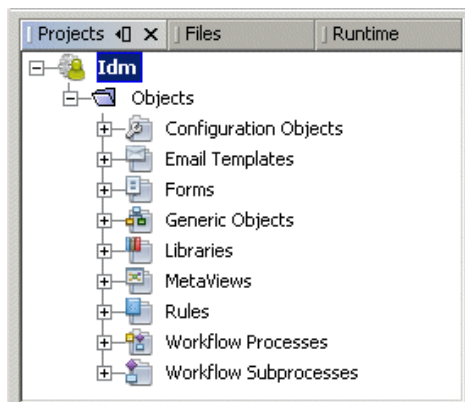 Projects Files Runtime
Idm
Objects
Configuration Objects
Email Templates
Forms
Generic Objects
Libraries
MetaViews
Rules
Workflow Processes
Workflow Subprocesses